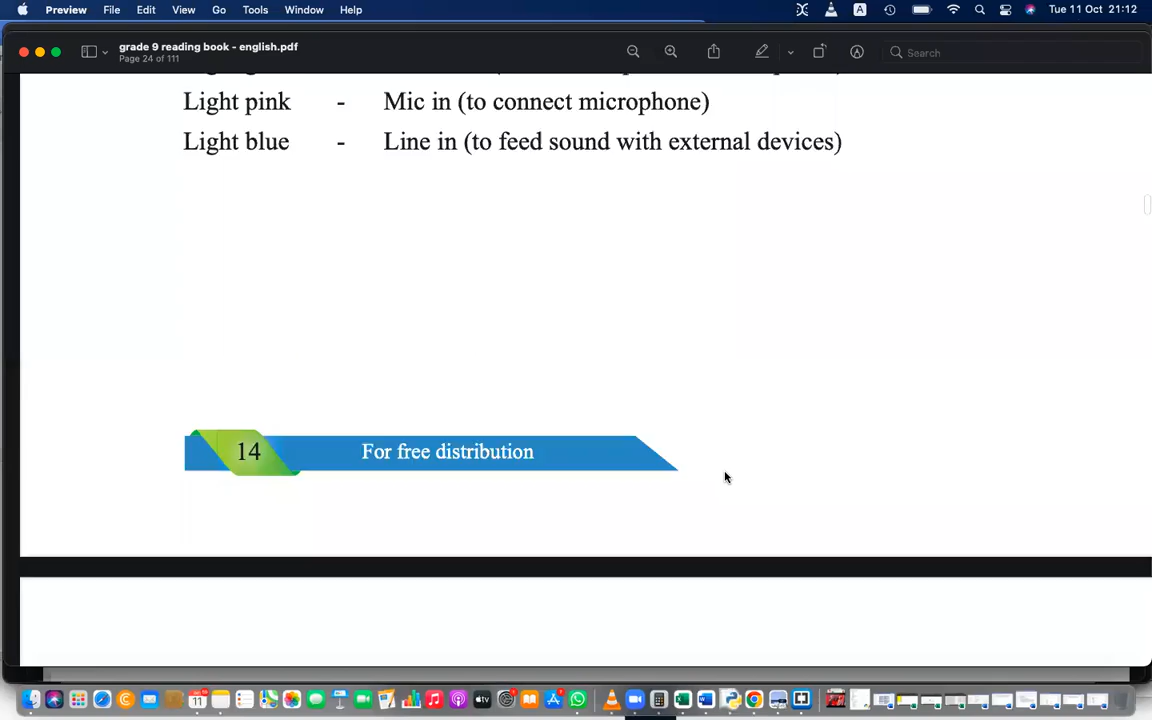 Preview File Edit View Go Tools Window Help A Tue 11 Oct 21:12
grade 9 reading book - english.pdf
Page 24 of 111
Search
Light pink - Mic in (to connect microphone)
Light blue - Line in (to feed sound with external devices)
14 For free distribution
11
tv